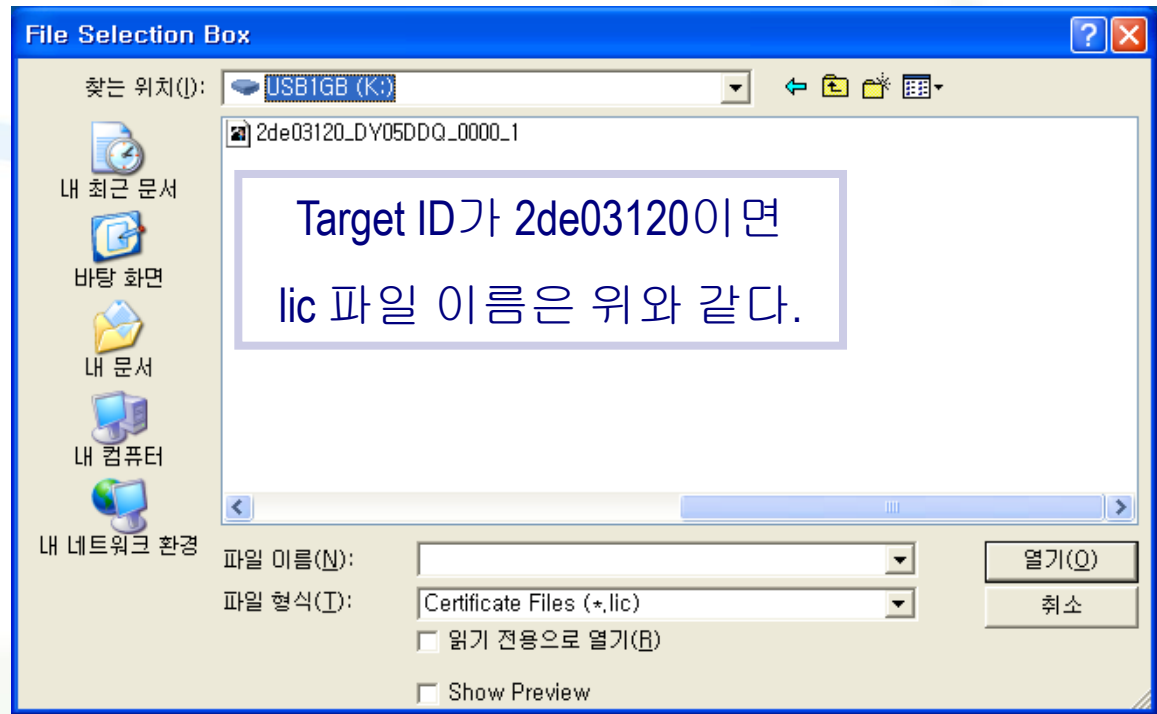 File Selection Box
찾는 위치(I):
USB1GB (K:)
2de03120_DY05DDQ_0000_1
Target ID가 2de03120이면
lic 파일 이름은 위와 같다.
내 최근 문서
바탕 화면
내 문서
내 컴퓨터
내 네트워크 환경
파일 이름(N):
열기(O)
파일 형식(T):
Certificate Files (*.lic)
취소
읽기 전용으로 열기(R)
Show Preview